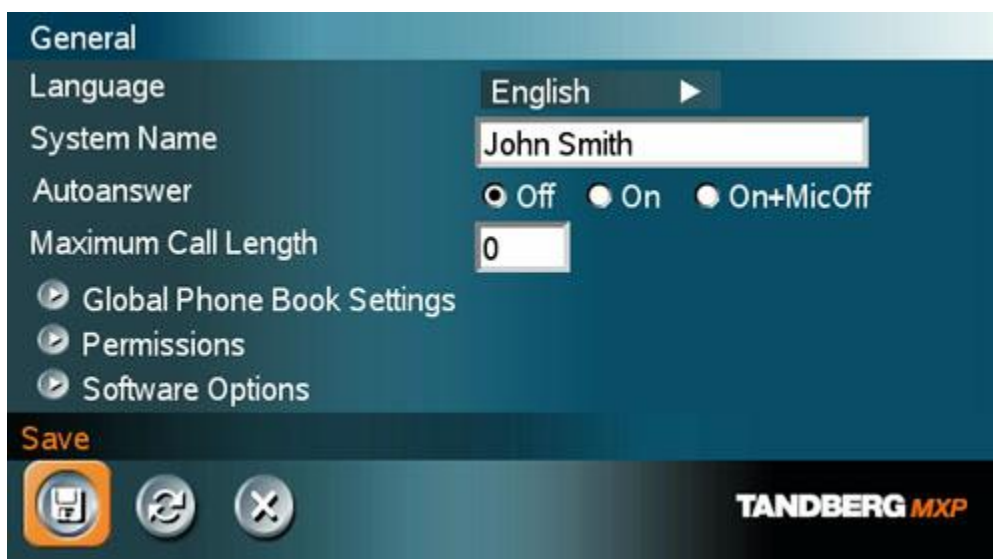 General
Language English
System Name John Smith
Autoanswer Off On On+MicOff
Maximum Call Length 0
Global Phone Book Settings
Permissions
Software Options
Save
TANDBERG MXP